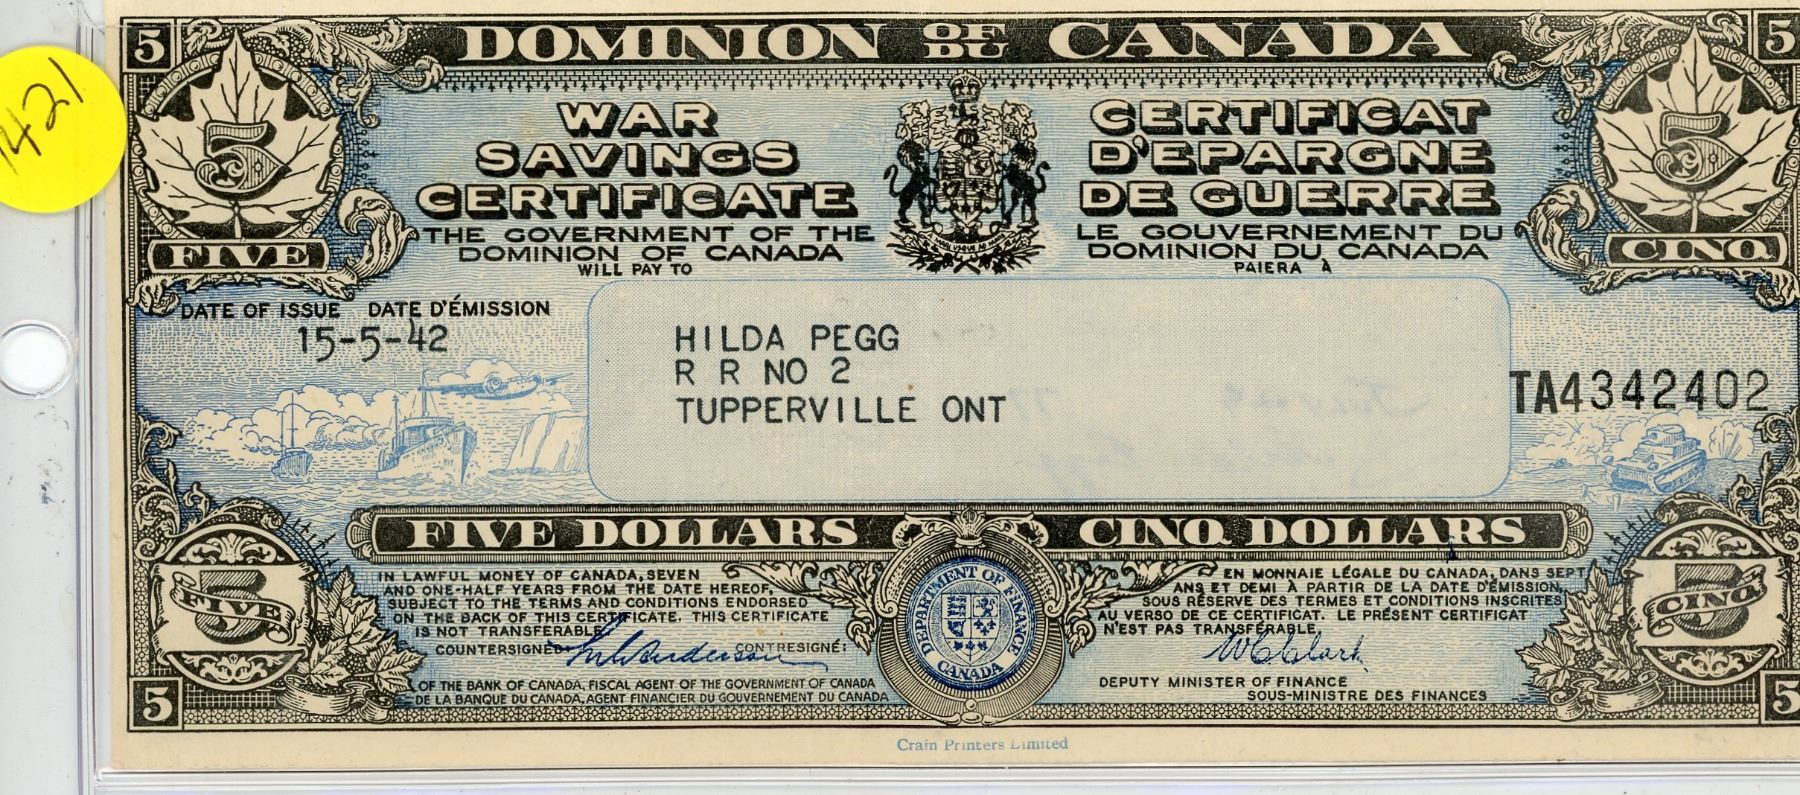 421
5 DOMINION OF DU CANADA 5
5 5
WAR
SAVINGS
CERTIFICATE
CERTIFICAT
D'EPARGNE
DE GUERRE
FIVE
CINQ
THE GOVERNMENT OF THE
DOMINION OF CANADA
WILL PAY TO
LE GOUVERNEMENT DU
DOMINION DU CANADA
PAIERA À
DATE OF ISSUE DATE D'ÉMISSION
15-5-42
HILDA PEGG
R R NO 2
TUPPERVILLE ONT
TA4342402
FIVE DOLLARS
CINQ DOLLARS
5 FIVE
5 CINQ
IN LAWFUL MONEY OF CANADA, SEVEN
AND ONE-HALF YEARS FROM THE DATE HEREOF,
SUBJECT TO THE TERMS AND CONDITIONS ENDORSED
ON THE BACK OF THIS CERTIFICATE. THIS CERTIFICATE
IS NOT TRANSFERABLE
COUNTERSIGNED: CONTRESIGNÉ:
OF THE BANK OF CANADA, FISCAL AGENT OF THE GOVERNMENT OF CANADA
DE LA BANQUE DU CANADA, AGENT FINANCIER DU GOUVERNEMENT DU CANADA
DEPARTMENT OF FINANCE
CANADA
EN MONNAIE LÉGALE DU CANADA, DANS SEPT
ANS ET DEMI À PARTIR DE LA DATE D'ÉMISSION,
SOUS RÉSERVE DES TERMES ET CONDITIONS INSCRITES
AU VERSO DE CE CERTIFICAT. LE PRÉSENT CERTIFICAT
N'EST PAS TRANSFÉRABLE
W C Clark
DEPUTY MINISTER OF FINANCE
SOUS-MINISTRE DES FINANCES
5 5
Crain Printers Limited